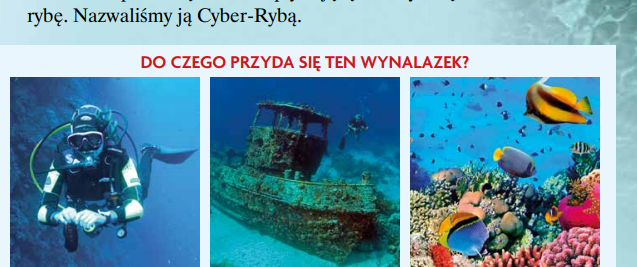 rybę. Nazwaliśmy ją Cyber-Rybą.
DO CZEGO PRZYDA SIĘ TEN WYNALAZEK?